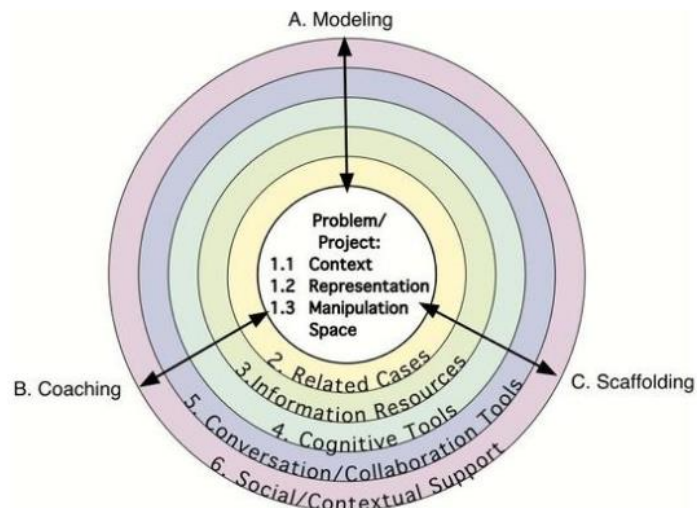 A. Modeling
Problem/
Project:
1.1 Context
1.2 Representation
1.3 Manipulation
Space
2. Related Cases
3.Information Resources
4. Cognitive Tools
5. Conversation/Collaboration Tools
6. Social/Contextual Support
B. Coaching
C. Scaffolding